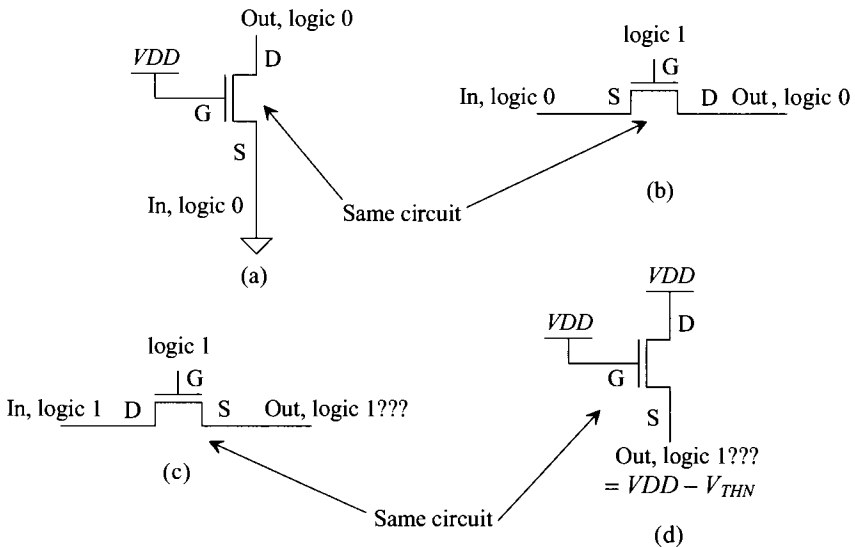 Out, logic 0
D
VDD
G
S
In, logic 0
(a)
logic 1
G
In, logic 0
S
D
Out, logic 0
(b)
Same circuit
logic 1
G
In, logic 1
D
S
Out, logic 1???
(c)
VDD
D
VDD
G
S
Out, logic 1???
= VDD − V_THN
(d)
Same circuit